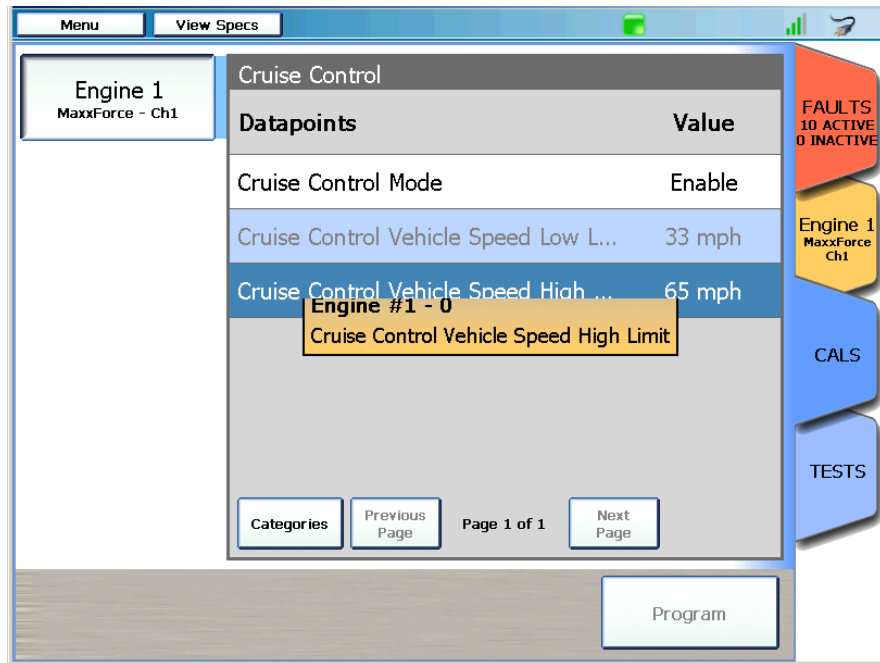 Menu
View Specs
Engine 1
MaxxForce - Ch1
Cruise Control
Datapoints Value
Cruise Control Mode Enable
Cruise Control Vehicle Speed Low L... 33 mph
Cruise Control Vehicle Speed High ... 65 mph
Engine #1 - 0
Cruise Control Vehicle Speed High Limit
Categories
Previous
Page
Page 1 of 1
Next
Page
FAULTS
10 ACTIVE
0 INACTIVE
Engine 1
MaxxForce
Ch1
CALS
TESTS
Program